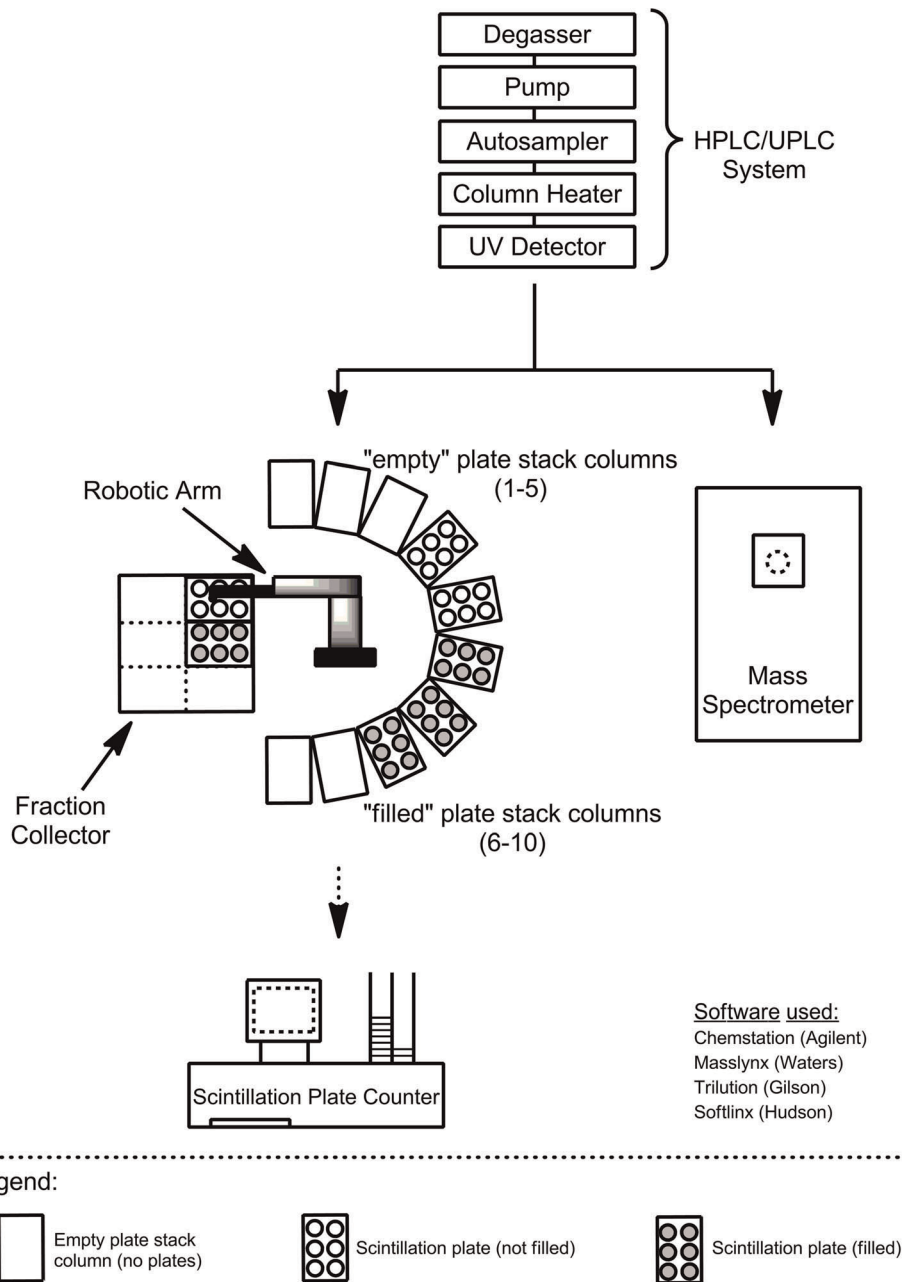 Degasser
Pump
Autosampler
Column Heater
UV Detector
HPLC/UPLC
System
"empty" plate stack columns
(1-5)
Robotic Arm
Mass
Spectrometer
Fraction
Collector
"filled" plate stack columns
(6-10)
Scintillation Plate Counter
Software used:
Chemstation (Agilent)
Masslynx (Waters)
Trilution (Gilson)
Softlinx (Hudson)
gend:
Empty plate stack
column (no plates)
Scintillation plate (not filled)
Scintillation plate (filled)